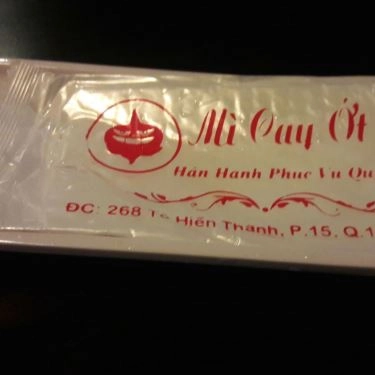 Mì Cay Ớt
Hân Hạnh Phục Vụ Qu
ĐC: 268 Tô Hiến Thành, P.15, Q.1